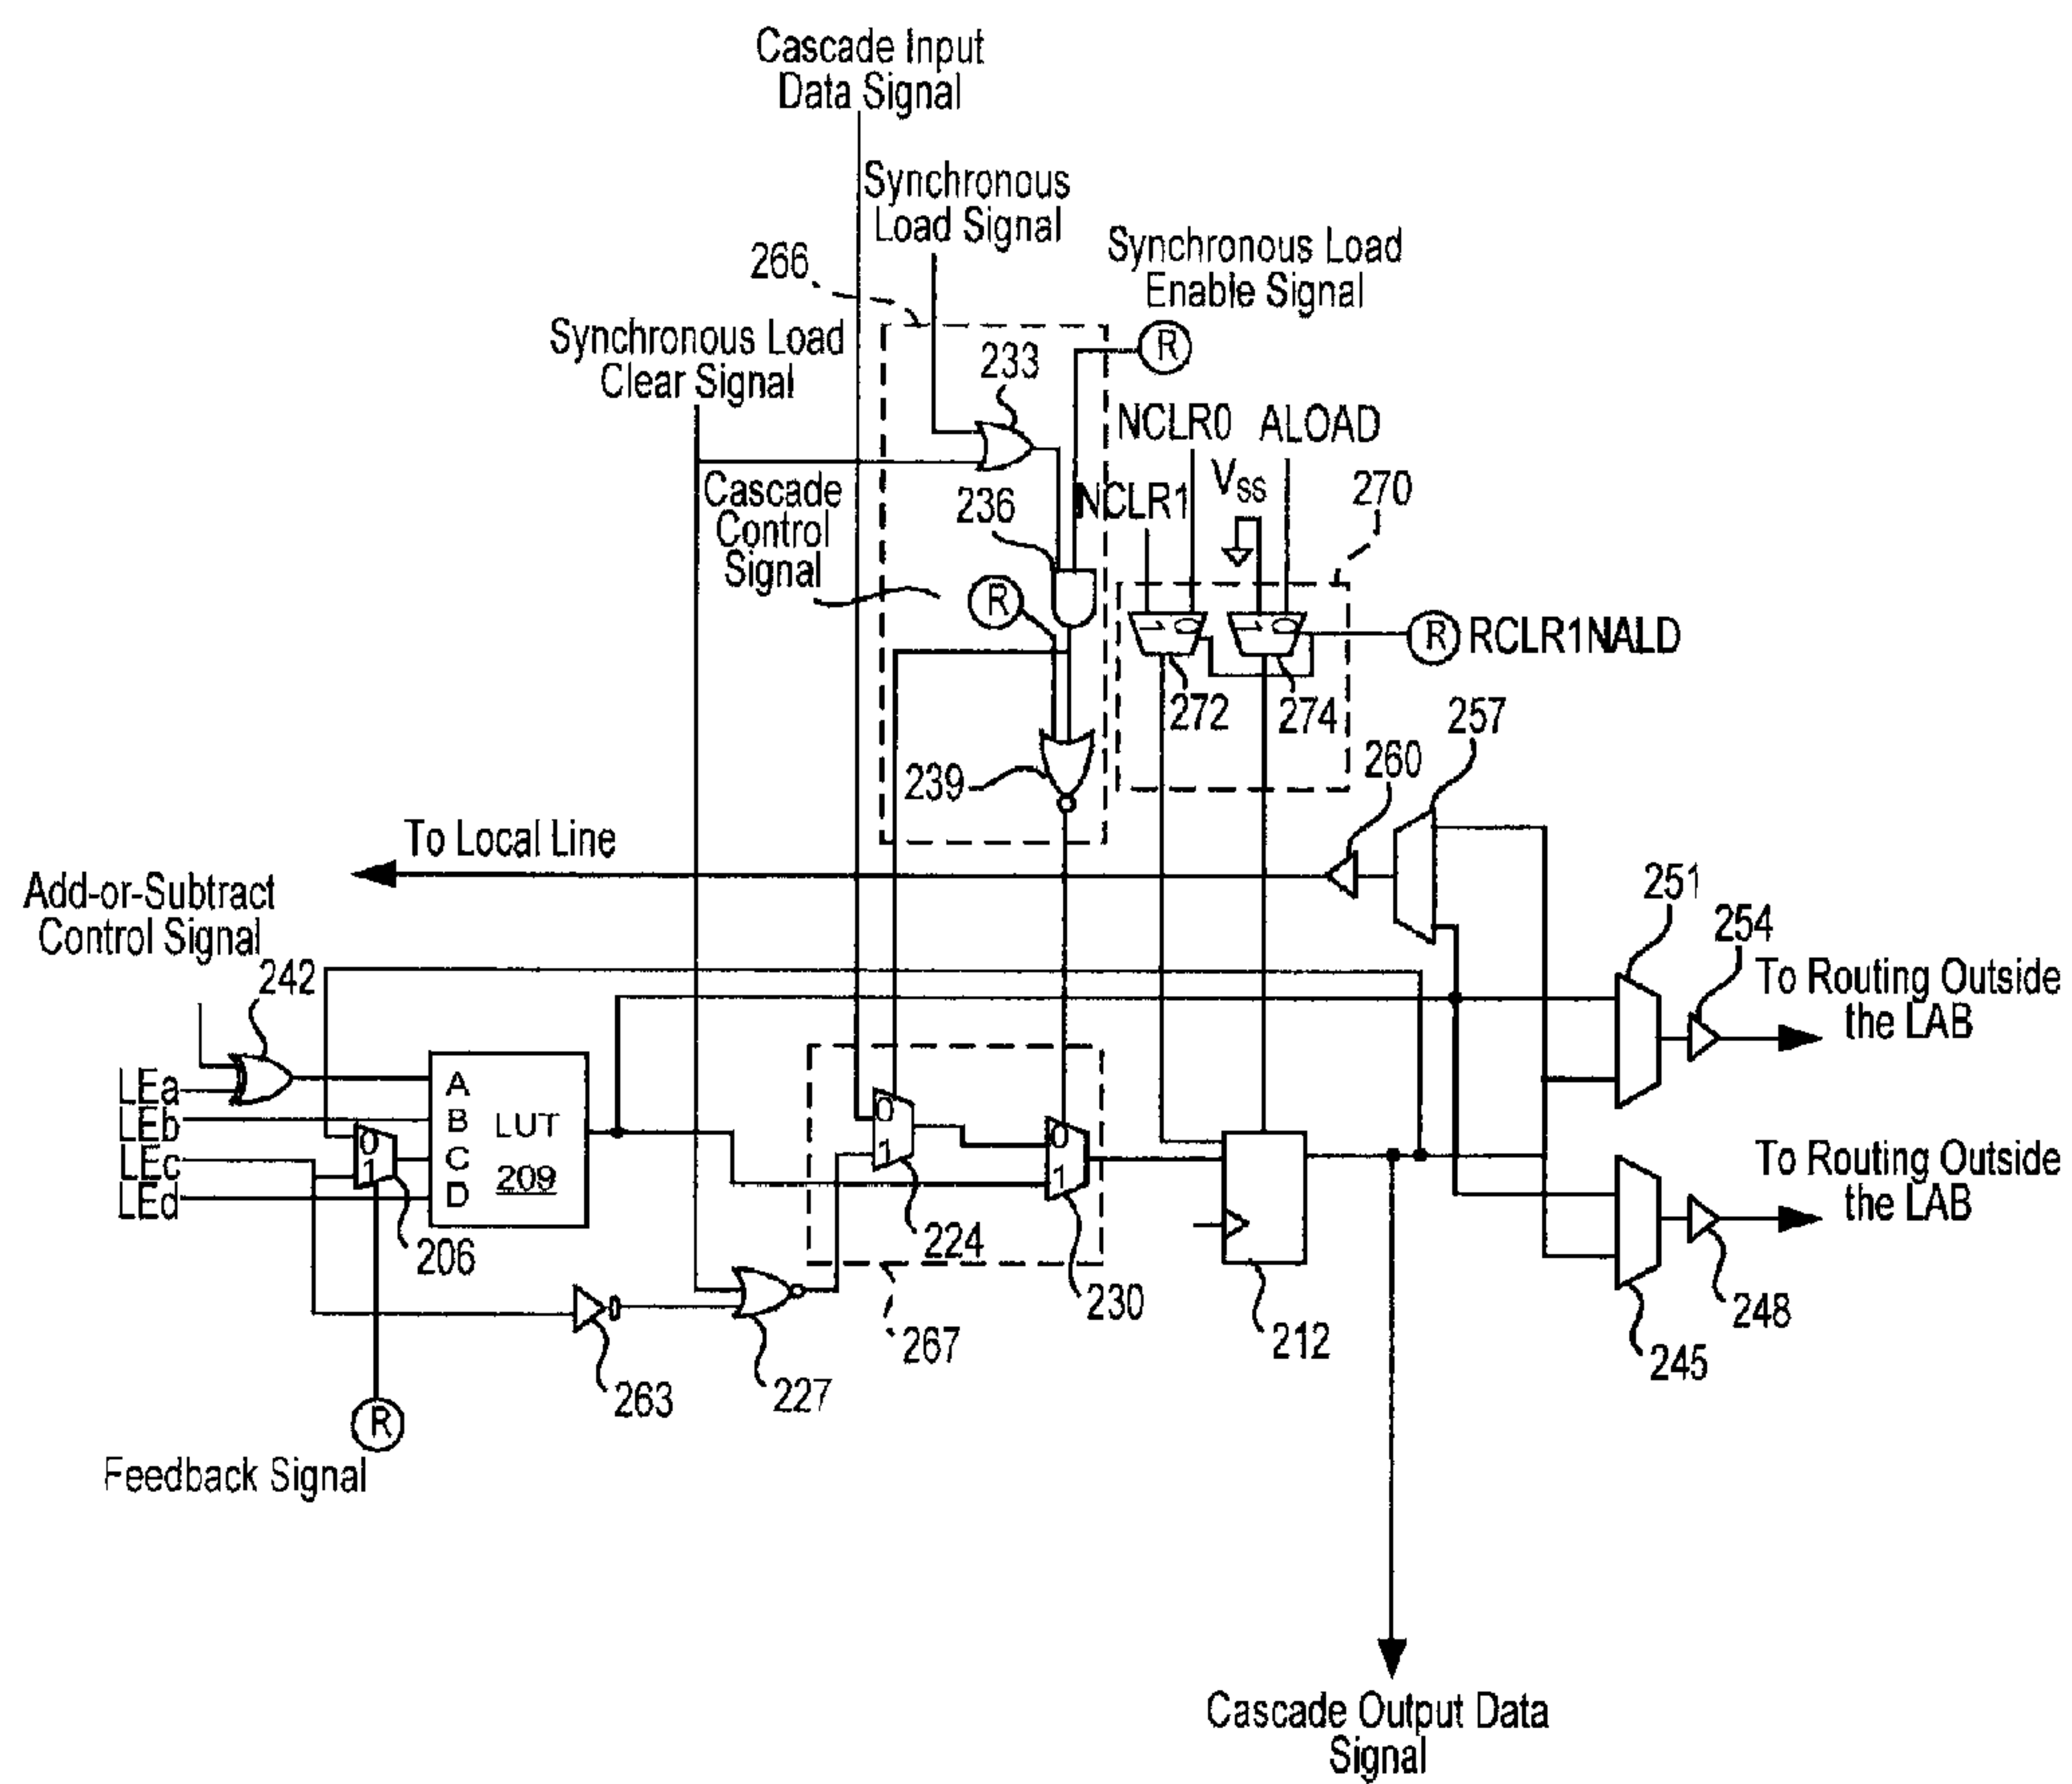 Cascade Input
Data Signal
Synchronous
Load Signal
Synchronous Load
Enable Signal
266
R
Synchronous Load
Clear Signal
233
NCLR0 ALOAD
Cascade
Control
Signal
236
NCLR1
VSS
270
R
1 0
1 0
R RCLR1NALD
272
274
257
239
260
To Local Line
251
Add-or-Subtract
Control Signal
254
242
To Routing Outside
the LAB
LEa
LEb
LEc
LEd
0
1
A
B
C
D
LUT
209
0
1
0
1
To Routing Outside
the LAB
206
224
230
212
248
245
263
227
267
R
Feedback Signal
Cascade Output Data
Signal